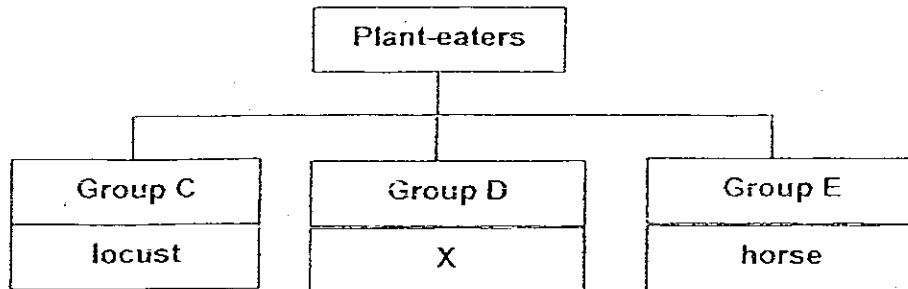 Plant-eaters
Group C
Group D
Group E
locust
X
horse